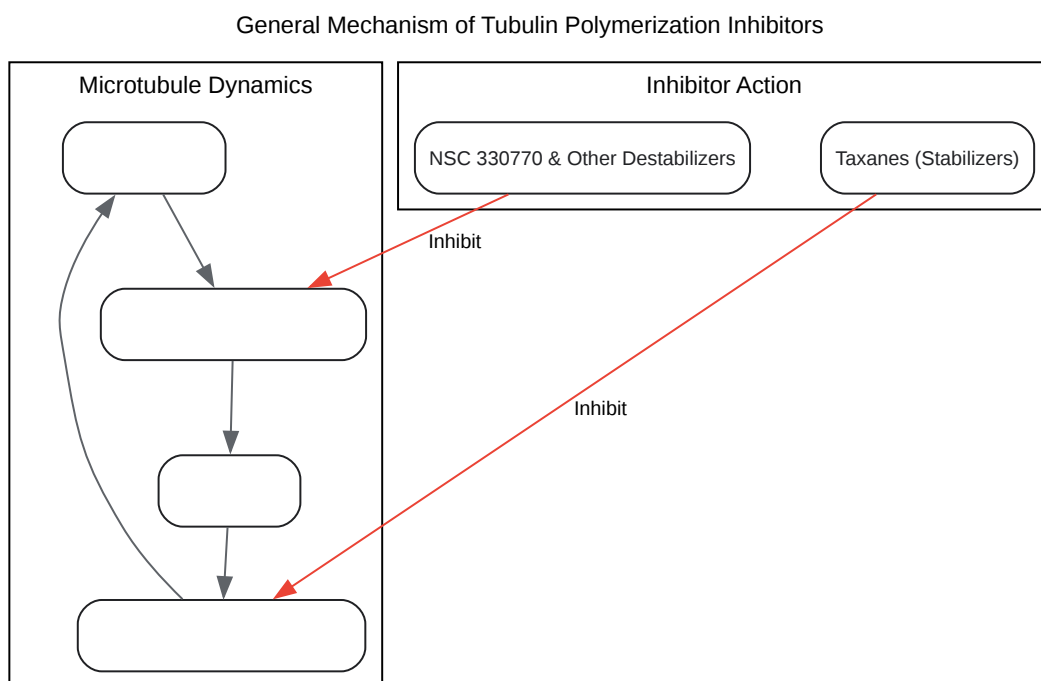 General Mechanism of Tubulin Polymerization Inhibitors
Microtubule Dynamics
Inhibitor Action
NSC 330770 & Other Destabilizers
Taxanes (Stabilizers)
Inhibit
Inhibit